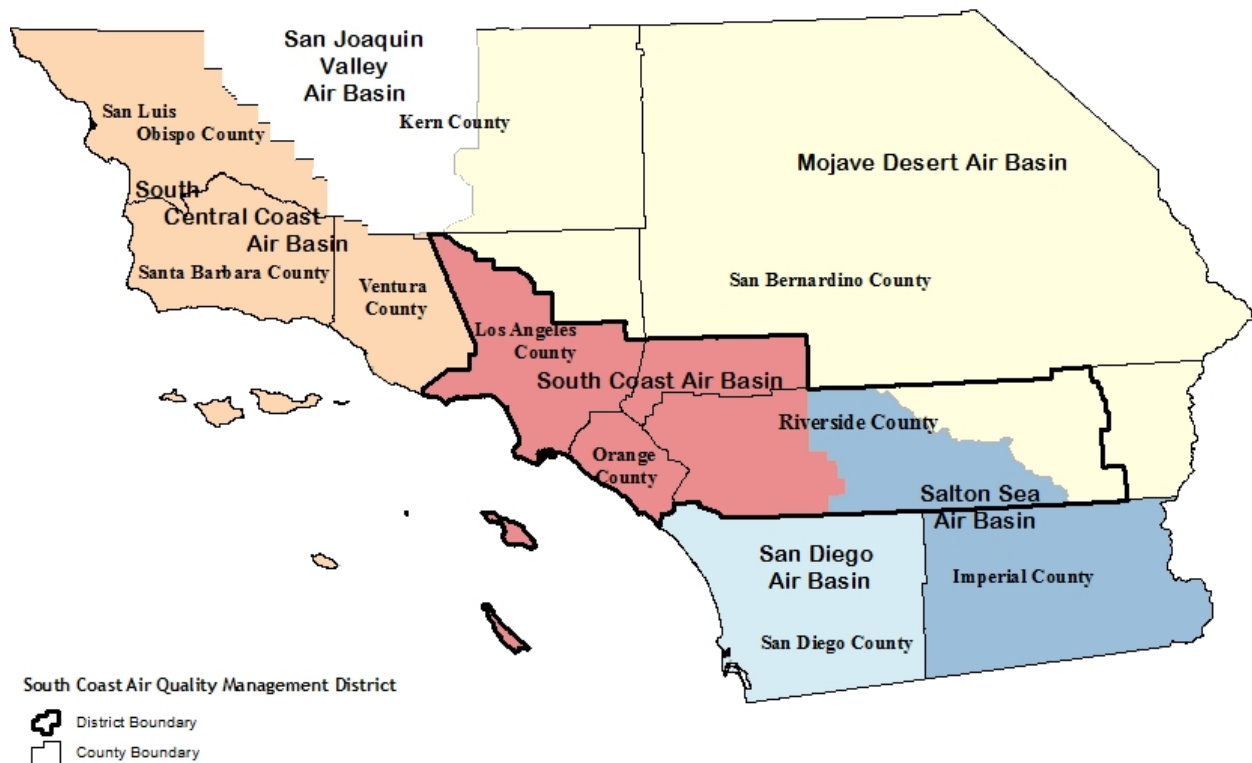 San Joaquin
Valley
Air Basin
San Luis
Obispo County
Kern County
Mojave Desert Air Basin
South
Central Coast
Air Basin
Santa Barbara County
Ventura
County
San Bernardino County
Los Angeles
County
South Coast Air Basin
Riverside County
Orange
County
Salton Sea
Air Basin
San Diego
Air Basin
Imperial County
San Diego County
South Coast Air Quality Management District
District Boundary
County Boundary